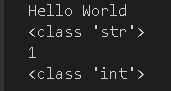 Hello World
<class 'str'>
1
<class 'int'>